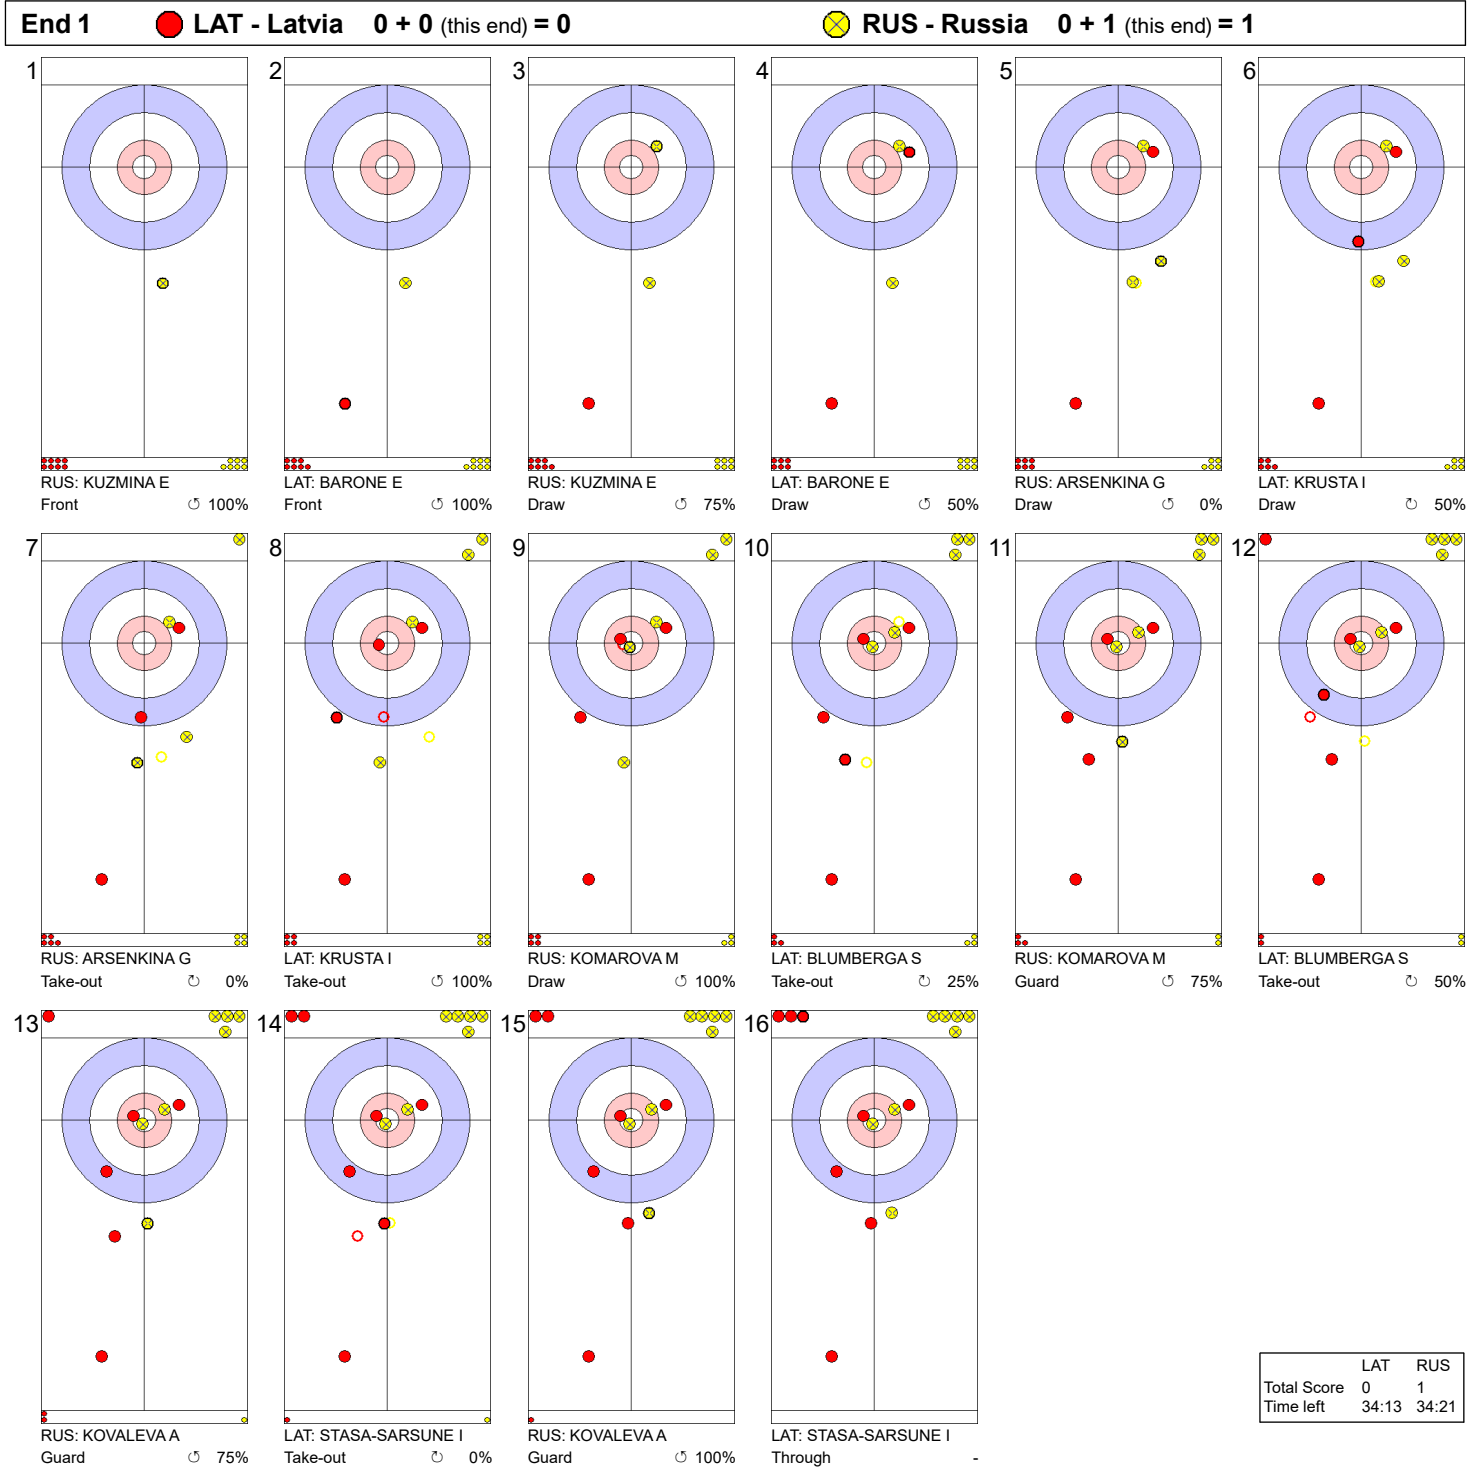 End 1 LAT - Latvia 0 + 0 (this end) = 0 RUS - Russia 0 + 1 (this end) = 1
1 2 3 4 5 6
RUS: KUZMINA E LAT: BARONE E RUS: KUZMINA E LAT: BARONE E RUS: ARSENKINA G LAT: KRUSTA I
Front ↺ 100% Front ↺ 100% Draw ↺ 75% Draw ↺ 50% Draw ↺ 0% Draw ↻ 50%
7 8 9 10 11 12
RUS: ARSENKINA G LAT: KRUSTA I RUS: KOMAROVA M LAT: BLUMBERGA S RUS: KOMAROVA M LAT: BLUMBERGA S
Take-out ↻ 0% Take-out ↻ 100% Draw ↺ 100% Take-out ↺ 25% Guard ↺ 75% Take-out ↻ 50%
13 14 15 16
RUS: KOVALEVA A LAT: STASA-SARSUNE I RUS: KOVALEVA A LAT: STASA-SARSUNE I
Guard ↺ 75% Take-out ↻ 0% Guard ↺ 100% Through -
LAT RUS
Total Score 0 1
Time left 34:13 34:21